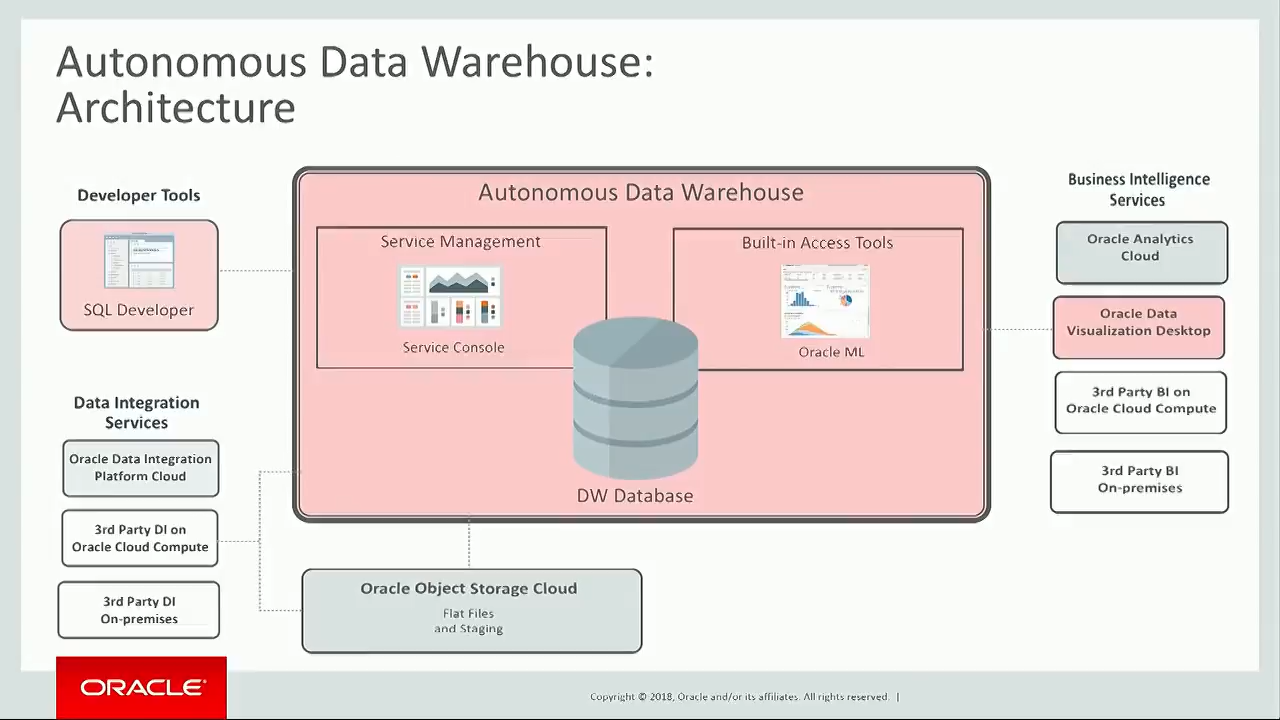 Autonomous Data Warehouse:
Architecture
Developer Tools
SQL Developer
Data Integration
Services
Oracle Data Integration
Platform Cloud
3rd Party DI on
Oracle Cloud Compute
3rd Party DI
On-premises
Autonomous Data Warehouse
Service Management
Service Console
Built-in Access Tools
Oracle ML
DW Database
Oracle Object Storage Cloud
Flat Files
and Staging
Business Intelligence
Services
Oracle Analytics
Cloud
Oracle Data
Visualization Desktop
3rd Party BI on
Oracle Cloud Compute
3rd Party BI
On-premises
ORACLE®
Copyright © 2018, Oracle and/or its affiliates. All rights reserved. |